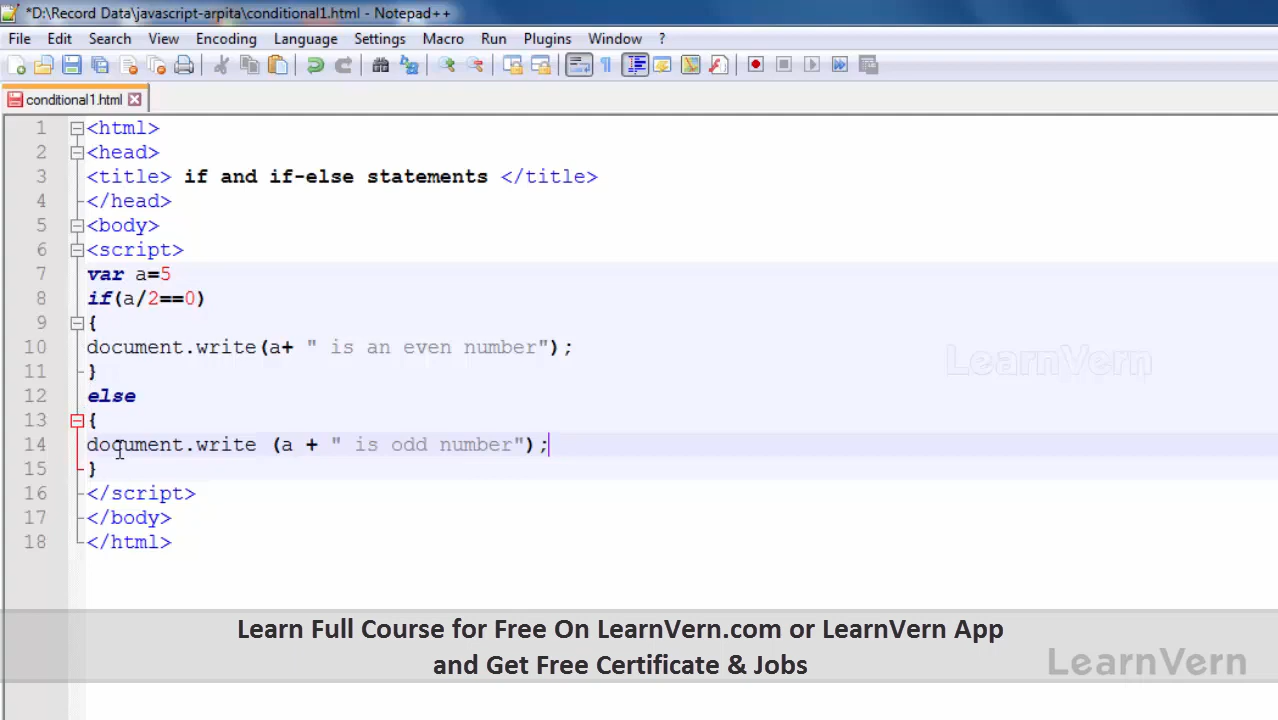 *D:\Record Data\javascript-arpita\conditional1.html - Notepad++
File Edit Search View Encoding Language Settings Macro Run Plugins Window ?
conditional1.html
1 <html>
2 <head>
3 <title> if and if-else statements </title>
4 </head>
5 <body>
6 <script>
7 var a=5
8 if(a/2==0)
9 {
10 document.write(a+ " is an even number");
11 }
12 else
13 {
14 document.write (a + " is odd number");
15 }
16 </script>
17 </body>
18 </html>
LearnVern
Learn Full Course for Free On LearnVern.com or LearnVern App
and Get Free Certificate & Jobs
LearnVern